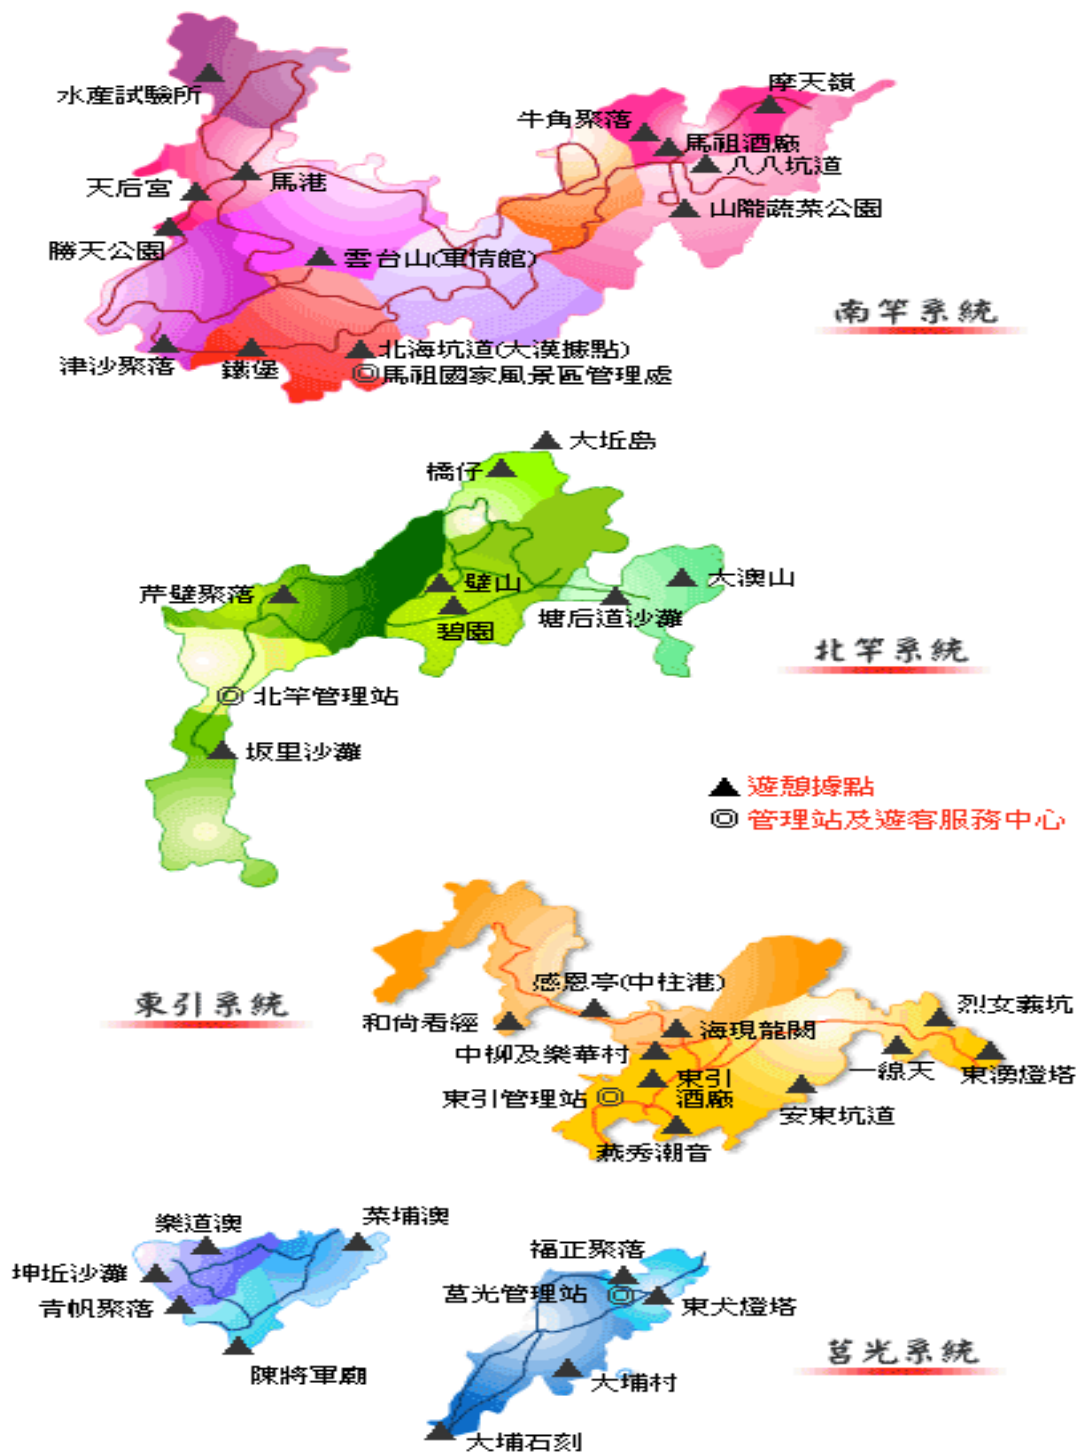 水產試驗所
摩天嶺
牛角聚落
馬祖酒廠
八八坑道
天后宮
馬港
山隴蔬菜公園
勝天公園
雲台山(軍情館)
南竿系統
津沙聚落
鐵堡
北海坑道(大漢據點)
馬祖國家風景區管理處
大坵島
橋仔
芹壁聚落
壁山
大澳山
碧園
塘后道沙灘
北竿系統
北竿管理站
坂里沙灘
遊憩據點
管理站及遊客服務中心
感恩亭(中柱港)
東引系統
和尚看經
海現龍闕
烈女義坑
中柳及樂華村
一線天
東湧燈塔
東引
酒廠
東引管理站
安東坑道
燕秀潮音
樂道澳
菜埔澳
坤坵沙灘
福正聚落
青帆聚落
莒光管理站
東犬燈塔
陳將軍廟
莒光系統
大埔村
大埔石刻